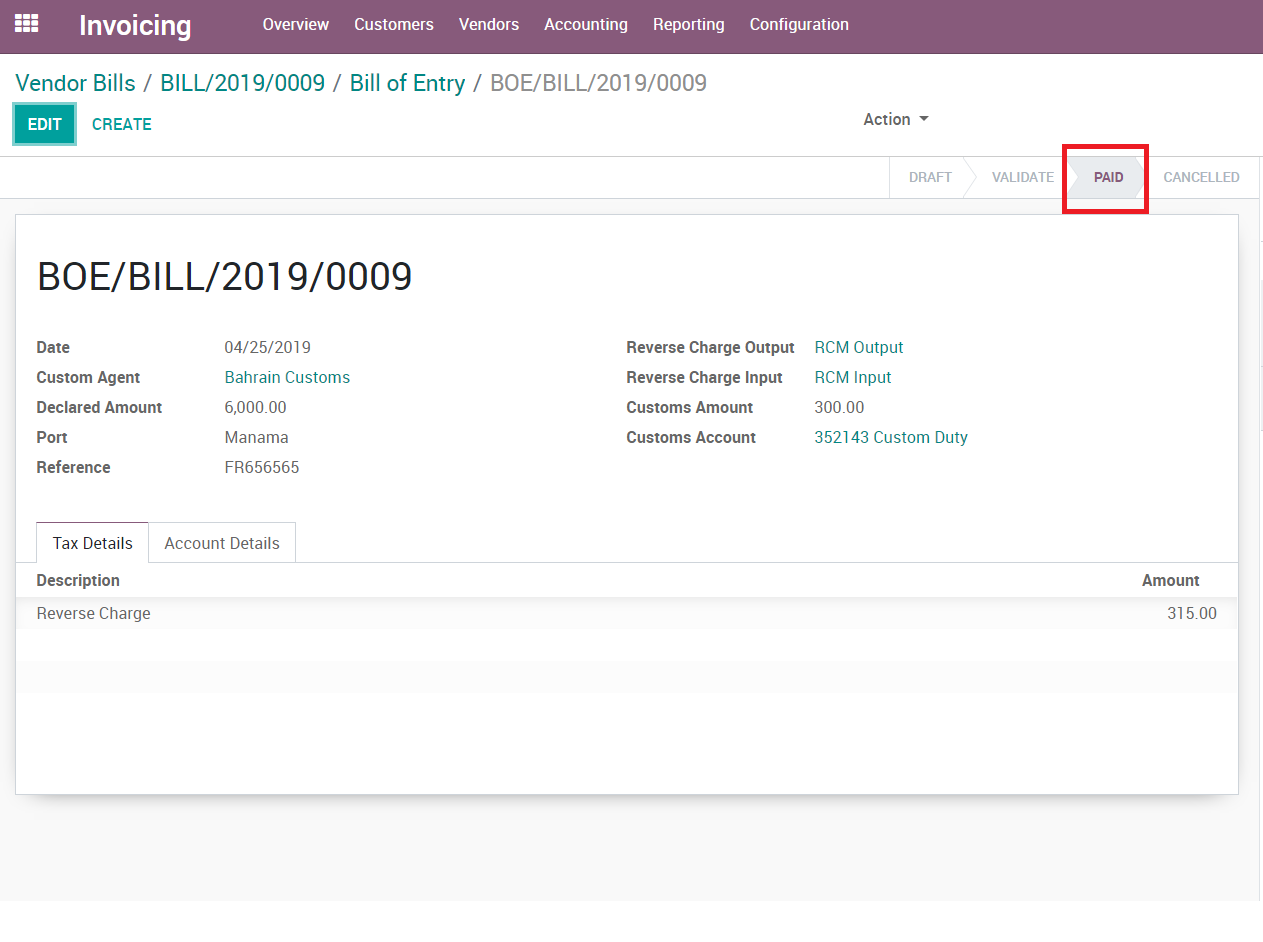 Invoicing Overview Customers Vendors Accounting Reporting Configuration
Vendor Bills / BILL/2019/0009 / Bill of Entry / BOE/BILL/2019/0009
EDIT CREATE Action
DRAFT VALIDATE PAID CANCELLED
BOE/BILL/2019/0009
Date 04/25/2019 Reverse Charge Output RCM Output
Custom Agent Bahrain Customs Reverse Charge Input RCM Input
Declared Amount 6,000.00 Customs Amount 300.00
Port Manama Customs Account 352143 Custom Duty
Reference FR656565
Tax Details Account Details
Description Amount
Reverse Charge 315.00